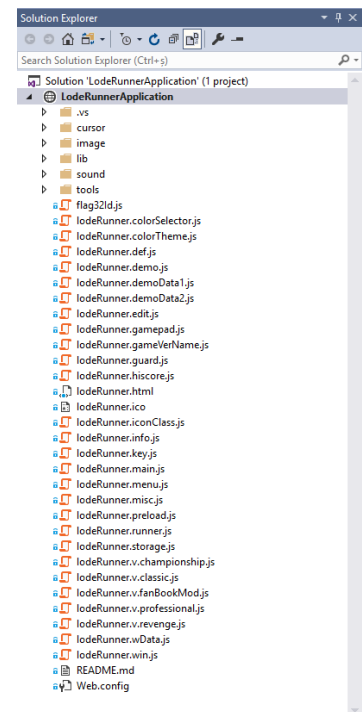 Solution Explorer
Search Solution Explorer (Ctrl+ş)
Solution 'LodeRunnerApplication' (1 project)
LodeRunnerApplication
.vs
cursor
image
lib
sound
tools
flag32ld.js
lodeRunner.colorSelector.js
lodeRunner.colorTheme.js
lodeRunner.def.js
lodeRunner.demo.js
lodeRunner.demoData1.js
lodeRunner.demoData2.js
lodeRunner.edit.js
lodeRunner.gamepad.js
lodeRunner.gameVerName.js
lodeRunner.guard.js
lodeRunner.hiscore.js
lodeRunner.html
lodeRunner.ico
lodeRunner.iconClass.js
lodeRunner.info.js
lodeRunner.key.js
lodeRunner.main.js
lodeRunner.menu.js
lodeRunner.misc.js
lodeRunner.preload.js
lodeRunner.runner.js
lodeRunner.storage.js
lodeRunner.v.championship.js
lodeRunner.v.classic.js
lodeRunner.v.fanBookMod.js
lodeRunner.v.professional.js
lodeRunner.v.revenge.js
lodeRunner.wData.js
lodeRunner.win.js
README.md
Web.config